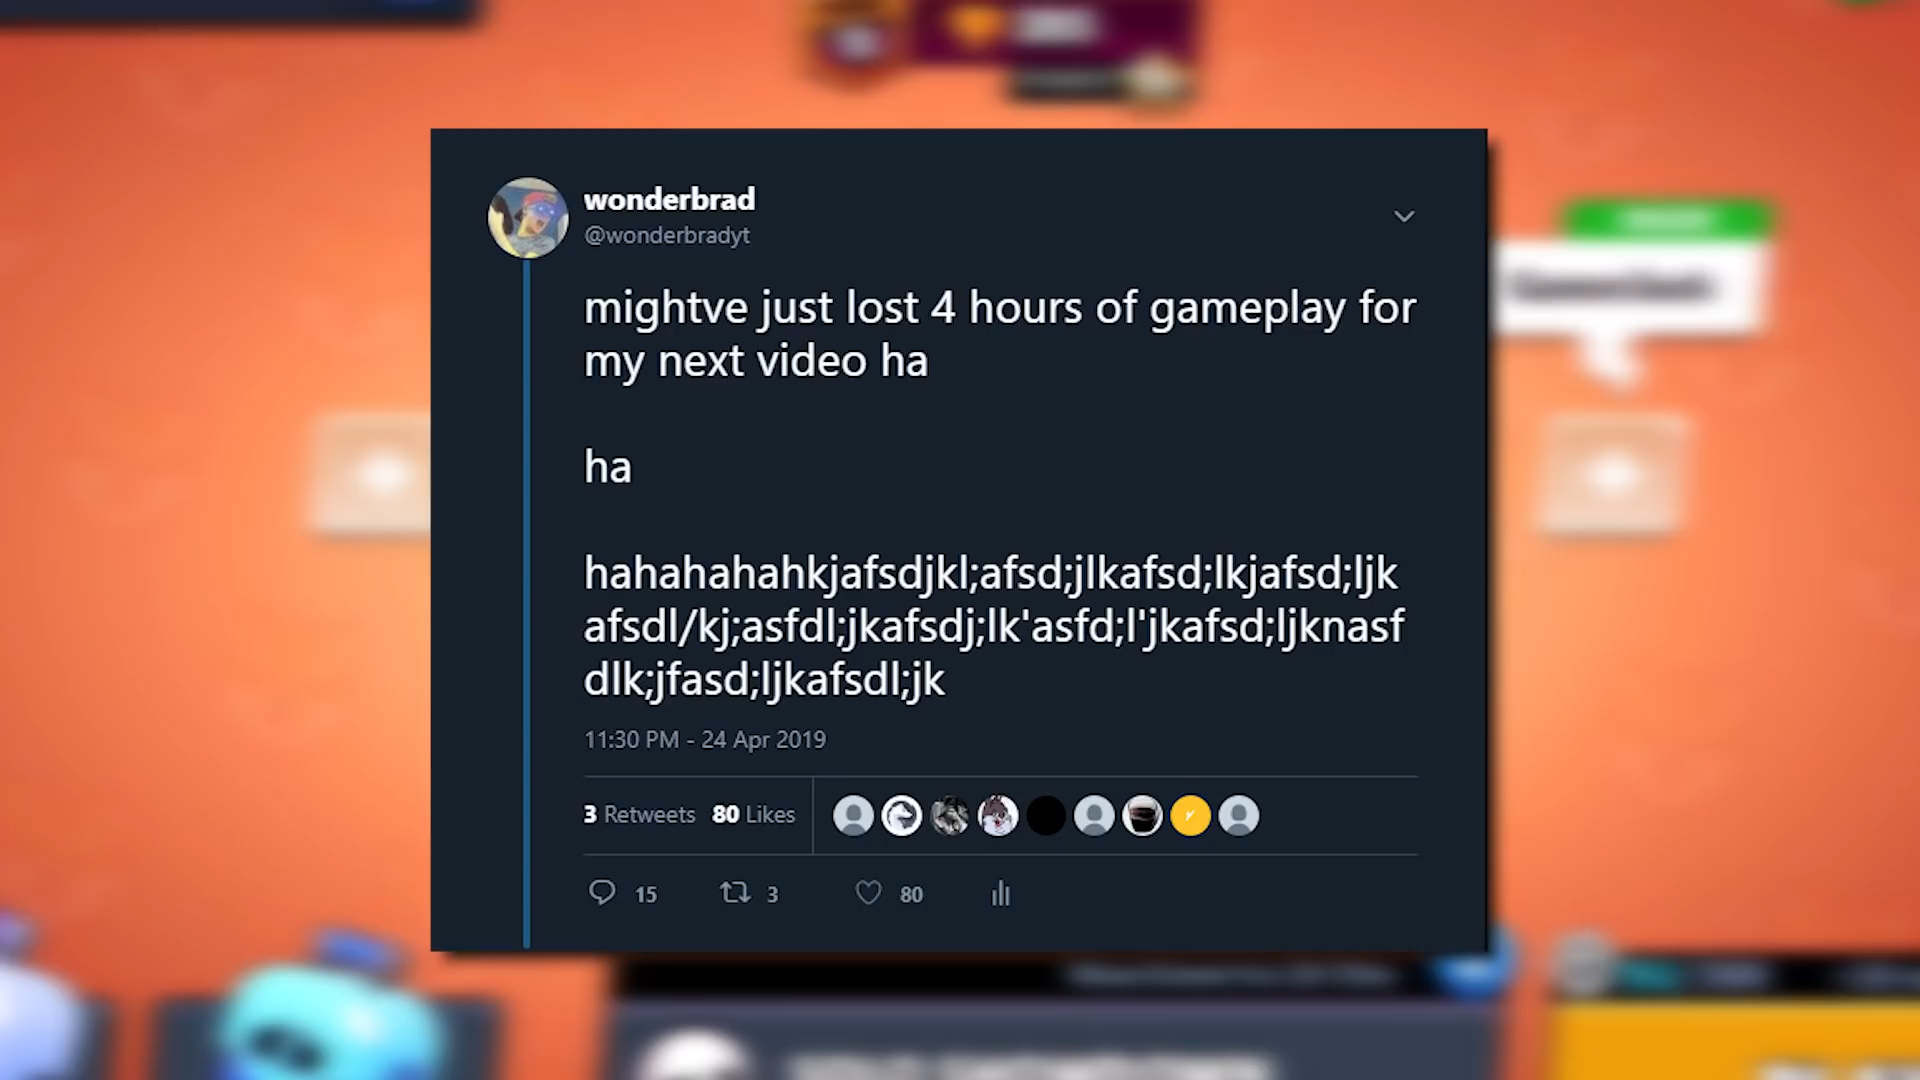 wonderbrad
@wonderbradyt
mightve just lost 4 hours of gameplay for
my next video ha
ha
hahahahahkjafsdjkl;afsd;jlkafsd;lkjafsd;ljk
afsdl/kj;asfdl;jkafsdj;lk'asfd;l'jkafsd;ljknasf
dlk;jfasd;ljkafsdl;jk
11:30 PM - 24 Apr 2019
3 Retweets 80 Likes
15 3 80